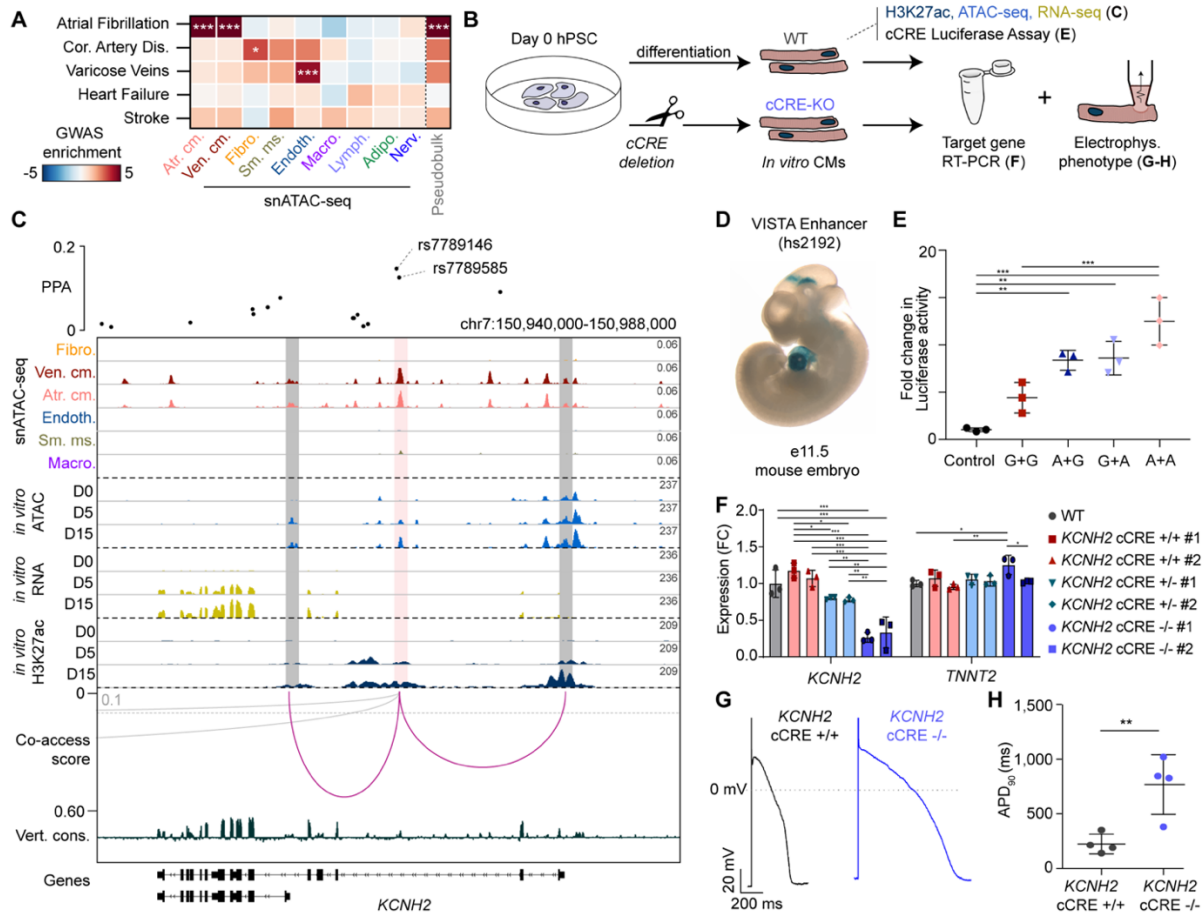 A
Atrial Fibrillation
Cor. Artery Dis.
Varicose Veins
Heart Failure
Stroke
***
***
***
*
***
GWAS
enrichment
-5
5
Atr. cm.
Ven. cm.
Fibro.
Sm. ms.
Endoth.
Macro.
Lymph.
Adipo.
Nerv.
Pseudobulk
snATAC-seq
B
Day 0 hPSC
differentiation
cCRE
deletion
WT
cCRE-KO
In vitro CMs
H3K27ac, ATAC-seq, RNA-seq (C)
cCRE Luciferase Assay (E)
+
Target gene
RT-PCR (F)
Electrophys.
phenotype (G-H)
C
0.2
PPA
0
rs7789146
rs7789585
chr7:150,940,000-150,988,000
snATAC-seq
Fibro.
0.06
Ven. cm.
0.06
Atr. cm.
0.06
Endoth.
0.06
Sm. ms.
0.06
Macro.
0.06
in vitro
ATAC
D0
237
D5
237
D15
237
in vitro
RNA
D0
236
D5
236
D15
236
in vitro
H3K27ac
D0
209
D5
209
D15
209
0
0.1
Co-access
score
0.60
Vert. cons.
Genes
KCNH2
D
VISTA Enhancer
(hs2192)
e11.5
mouse embryo
E
Fold change in
Luciferase activity
20
10
0
***
***
**
**
Control
G+G
A+G
G+A
A+A
F
Expression (FC)
1.5
1.0
0.5
0.0
KCNH2
TNNT2
WT
KCNH2 cCRE +/+ #1
KCNH2 cCRE +/+ #2
KCNH2 cCRE +/- #1
KCNH2 cCRE +/- #2
KCNH2 cCRE -/- #1
KCNH2 cCRE -/- #2
G
KCNH2
cCRE +/+
KCNH2
cCRE -/-
0 mV
20 mV
200 ms
H
APD90 (ms)
1,500
1,000
500
0
**
KCNH2
cCRE +/+
KCNH2
cCRE -/-